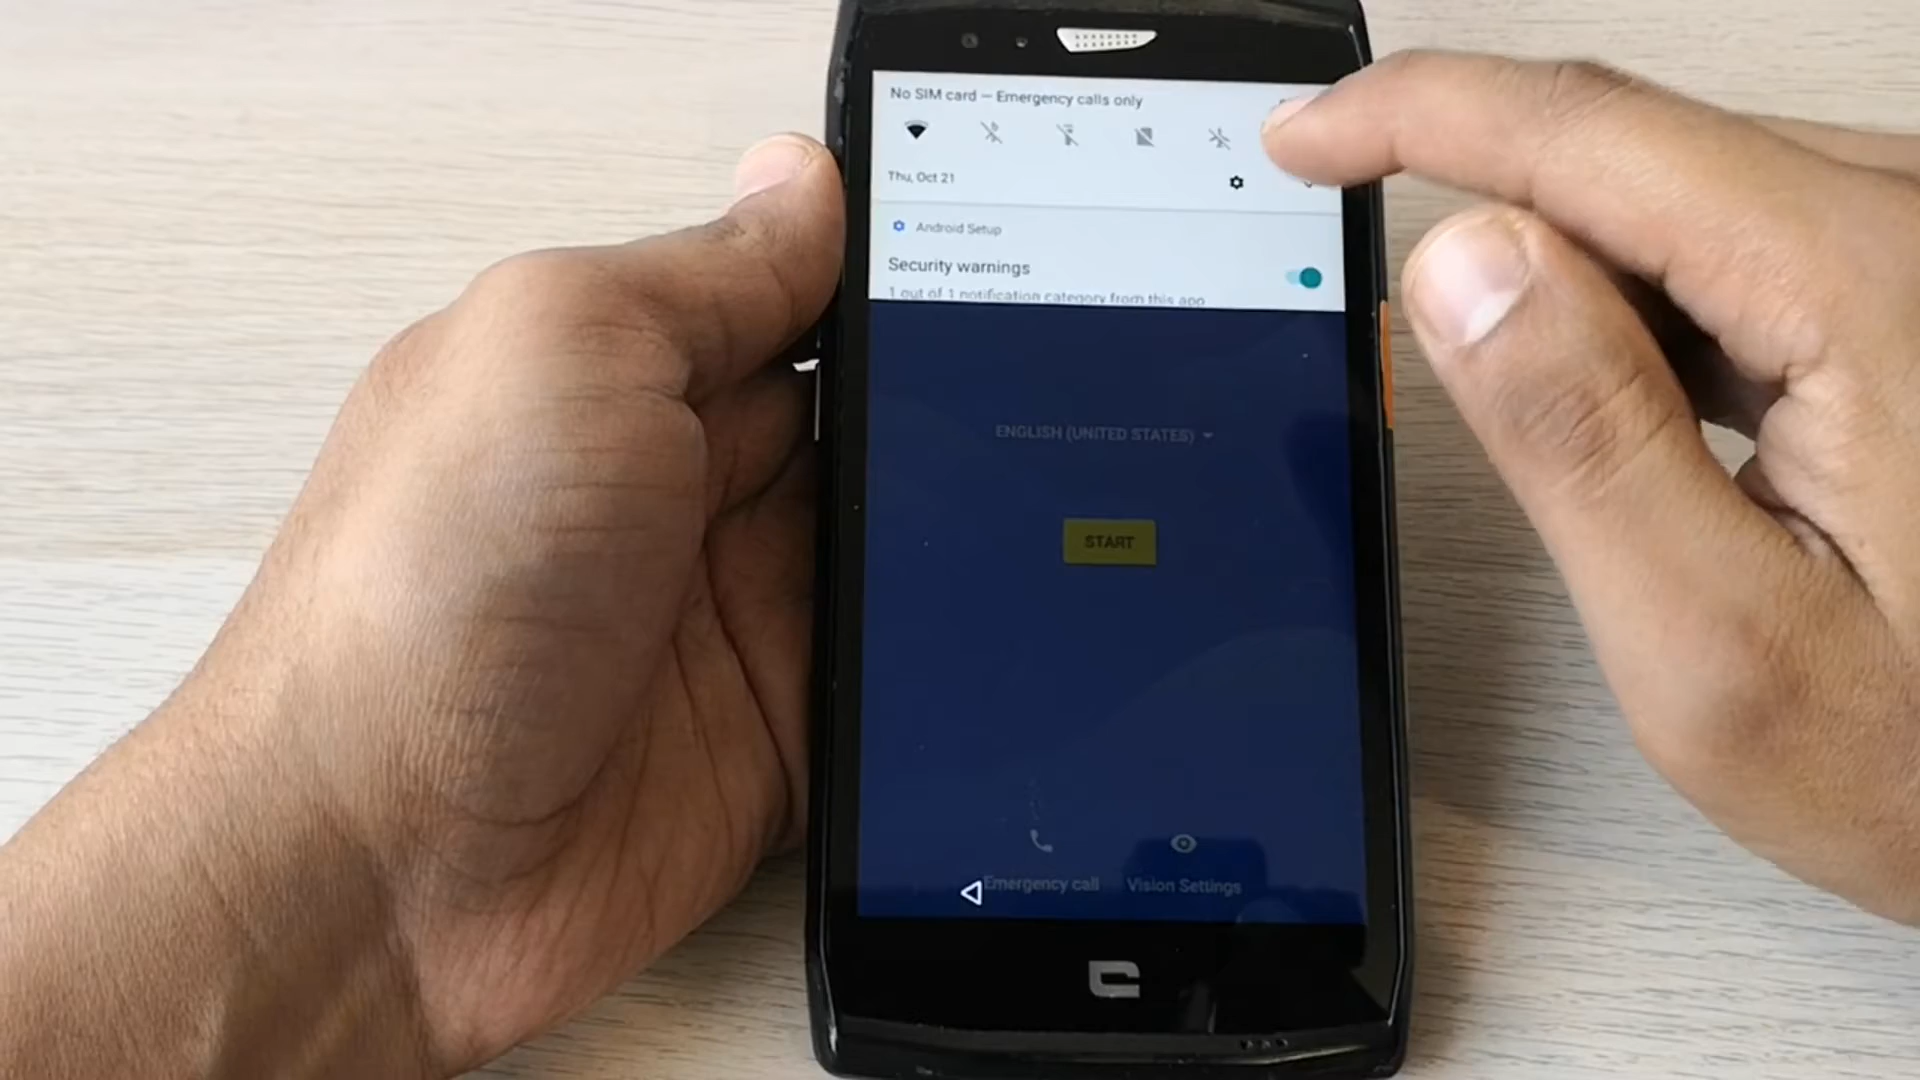 No SIM card — Emergency calls only
Thu, Oct 21
Android Setup
Security warnings
1 out of 1 notification category from this app
ENGLISH (UNITED STATES)
START
Emergency call
Vision Settings